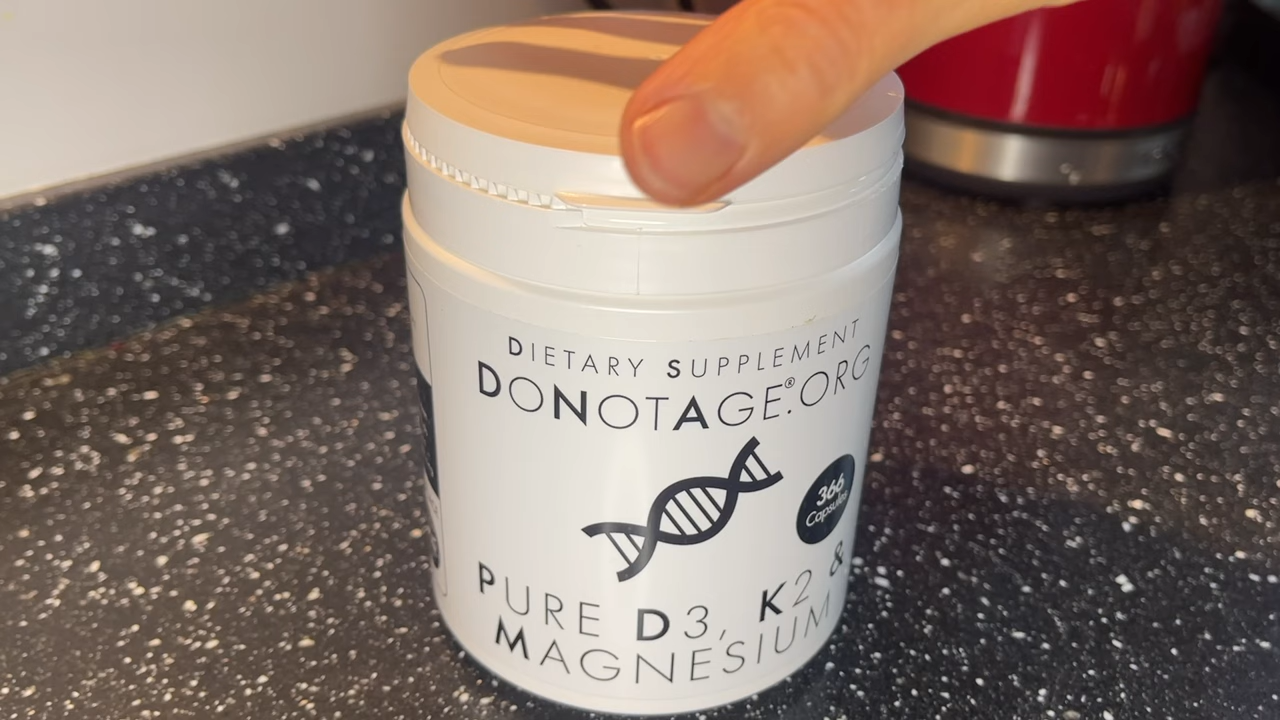 DIETARY SUPPLEMENT
DONOTAGE®.ORG
366
Capsules
PURE D3, K2 &
MAGNESIUM